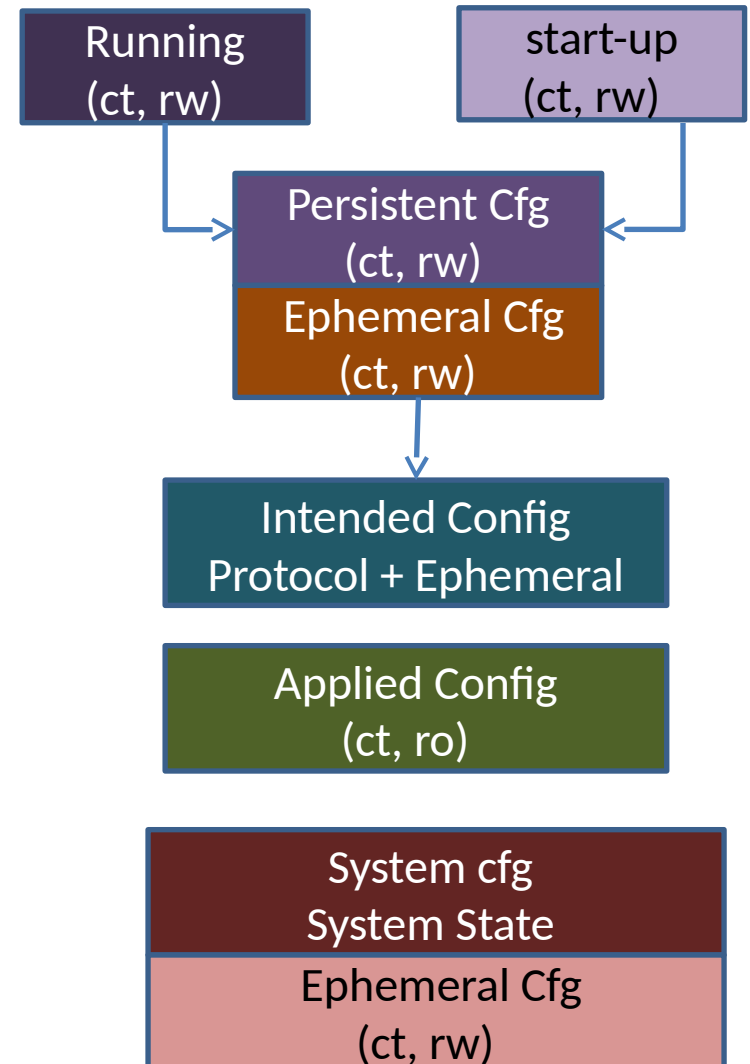 Running
(ct, rw)
start-up
(ct, rw)
Persistent Cfg
(ct, rw)
Ephemeral Cfg
(ct, rw)
Intended Config
Protocol + Ephemeral
Applied Config
(ct, ro)
System cfg
System State
Ephemeral Cfg
(ct, rw)